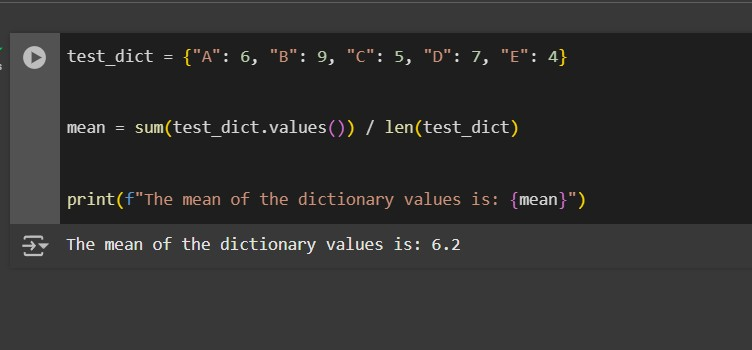 test_dict = {"A": 6, "B": 9, "C": 5, "D": 7, "E": 4}
mean = sum(test_dict.values()) / len(test_dict)
print(f"The mean of the dictionary values is: {mean}")
The mean of the dictionary values is: 6.2